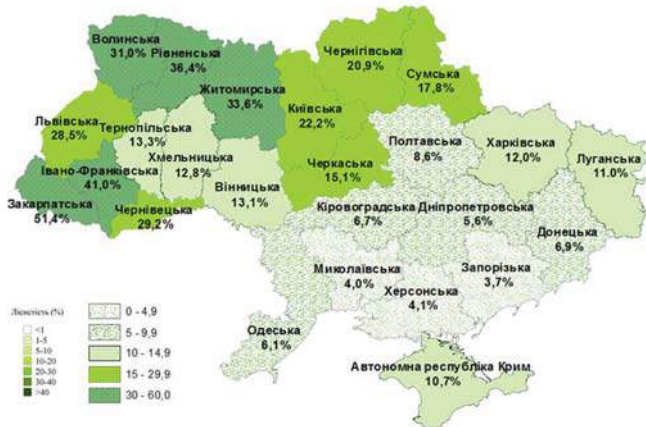 Волинська
31,0%
Рівненська
36,4%
Житомирська
33,6%
Чернігівська
20,9%
Сумська
17,8%
Київська
22,2%
Львівська
28,5%
Тернопільська
13,3%
Хмельницька
12,8%
Вінницька
13,1%
Черкаська
15,1%
Полтавська
8,6%
Харківська
12,0%
Луганська
11.0%
Івано-Франківська
41,0%
Закарпатська
51,4%
Чернівецька
29,2%
Кіровоградська
6,7%
Дніпропетровська
5,6%
Донецька
6,9%
Миколаївська
4,0%
Херсонська
4,1%
Запорізька
3,7%
Одеська
6,1%
Автономна республіка Крим
10,7%
Лісистість (%)
<1
1-5
5-10
10-20
20-30
30-40
>40
0 - 4,9
5 -9,9
10 - 14,9
15 - 29,9
30 - 60,0